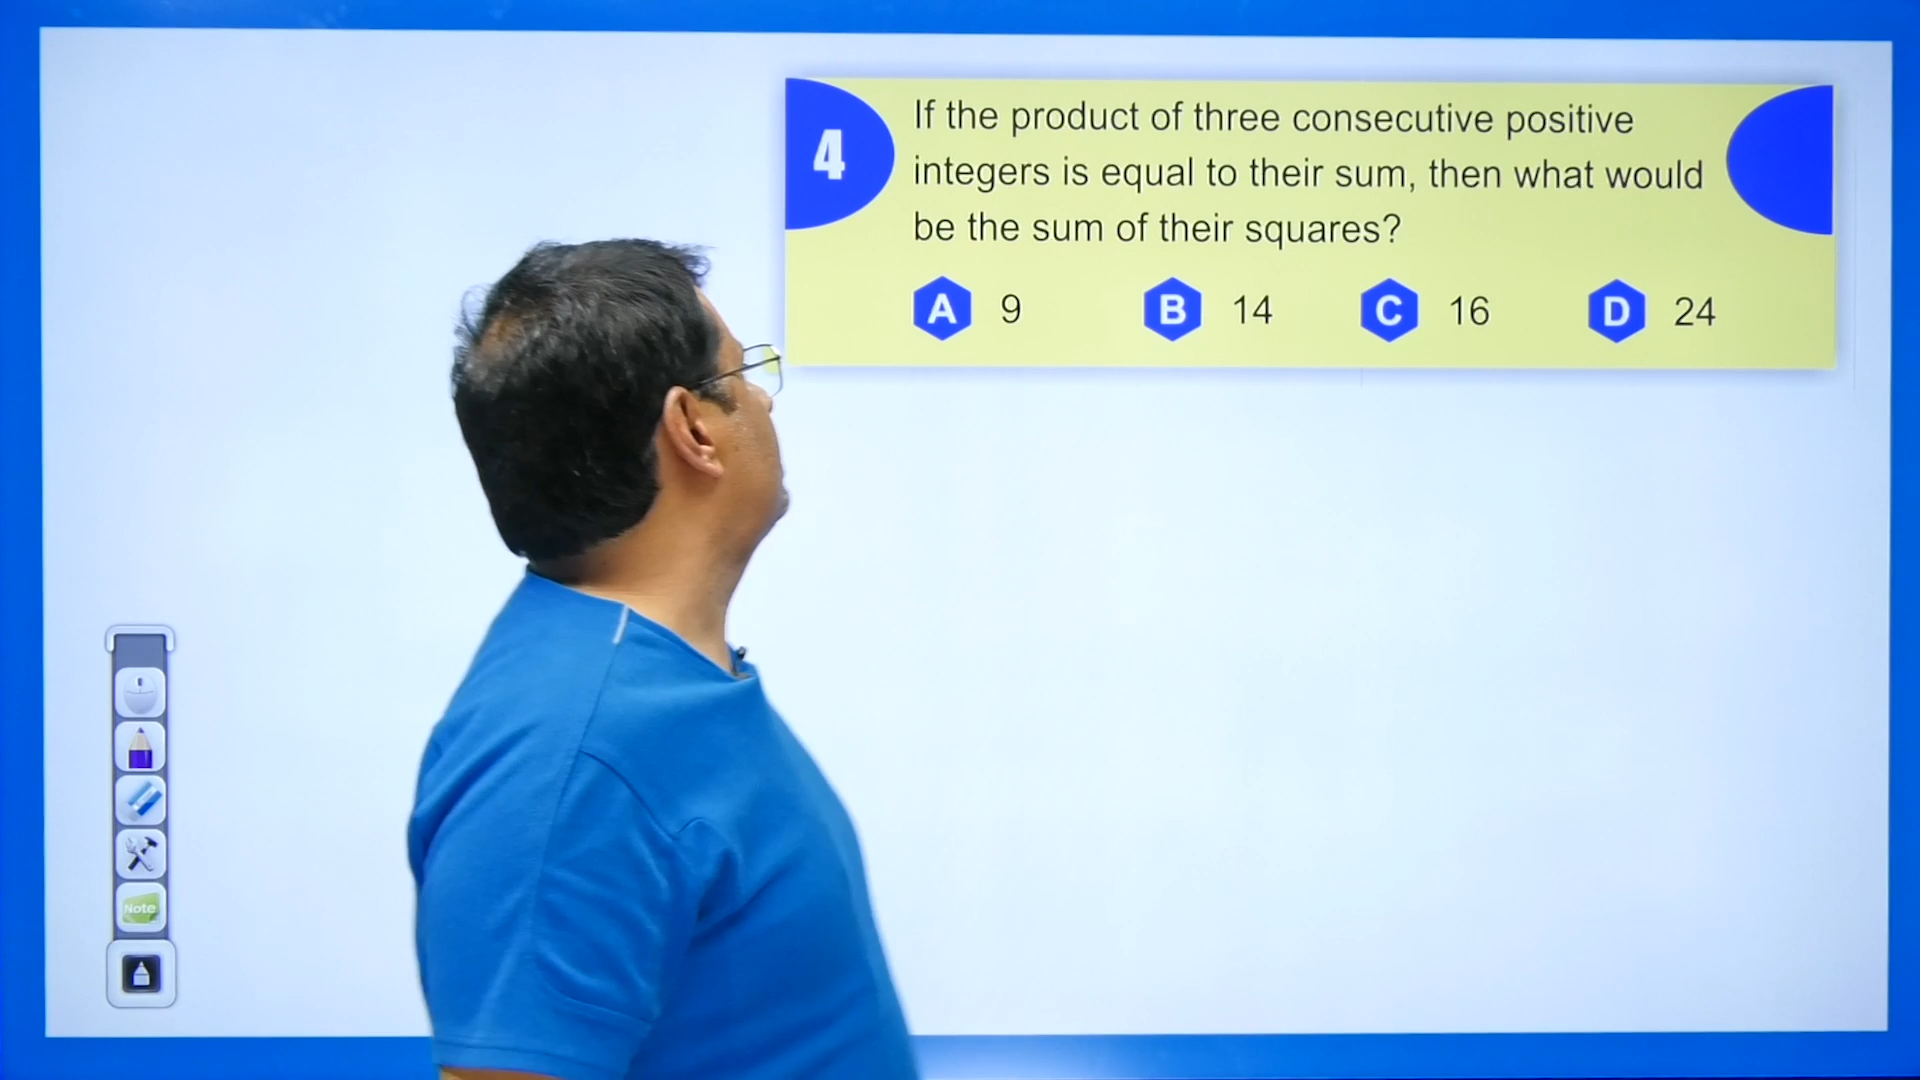 4
If the product of three consecutive positive
integers is equal to their sum, then what would
be the sum of their squares?
A 9 B 14 C 16 D 24
Note